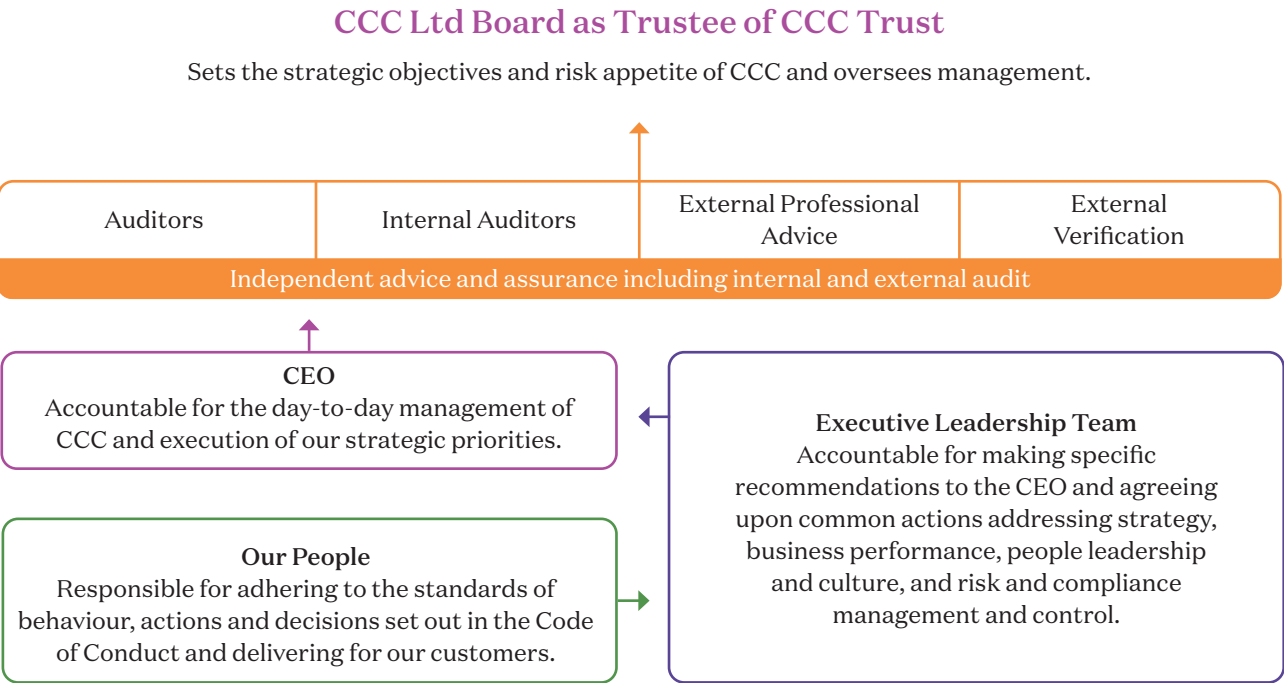 CCC Ltd Board as Trustee of CCC Trust
Sets the strategic objectives and risk appetite of CCC and oversees management.
Auditors
Internal Auditors
External Professional
Advice
External
Verification
Independent advice and assurance including internal and external audit
CEO
Accountable for the day-to-day management of
CCC and execution of our strategic priorities.
Our People
Responsible for adhering to the standards of
behaviour, actions and decisions set out in the Code
of Conduct and delivering for our customers.
Executive Leadership Team
Accountable for making specific
recommendations to the CEO and agreeing
upon common actions addressing strategy,
business performance, people leadership
and culture, and risk and compliance
management and control.